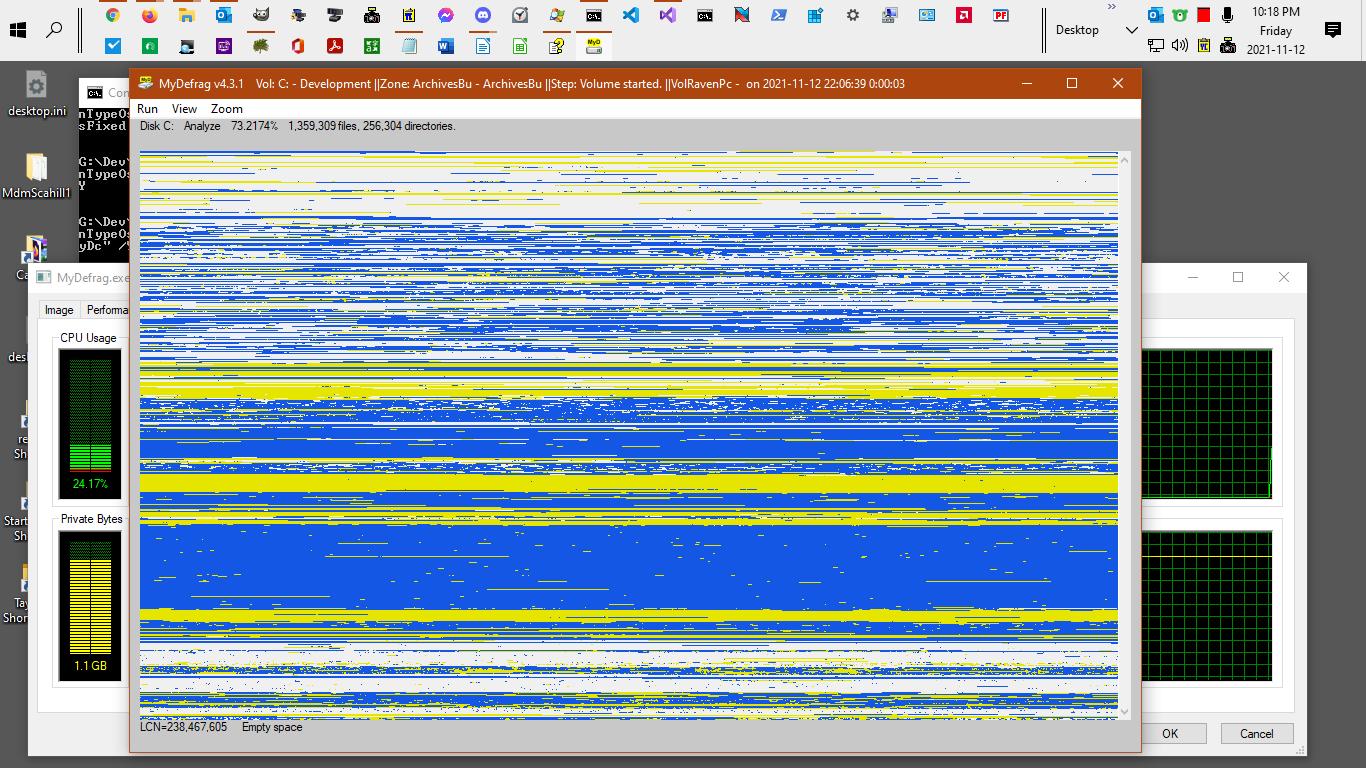 10:18 PM
Friday
2021-11-12
Desktop
desktop.ini
MdmScahill1
MyDefrag v4.3.1 Vol: C: - Development ||Zone: ArchivesBu - ArchivesBu ||Step: Volume started. ||VolRavenPc - on 2021-11-12 22:06:39 0:00:03
Run View Zoom
Disk C: Analyze 73.2174% 1,359,309 files, 256,304 directories.
nTypeOs
sFixed
G:\Dev
nTypeOs
Y
G:\Dev
nTypeOs
yDc" /
MyDefrag.exe
Image Performa
CPU Usage
24.17%
Private Bytes
1.1 GB
LCN=238,467,605 Empty space
OK Cancel